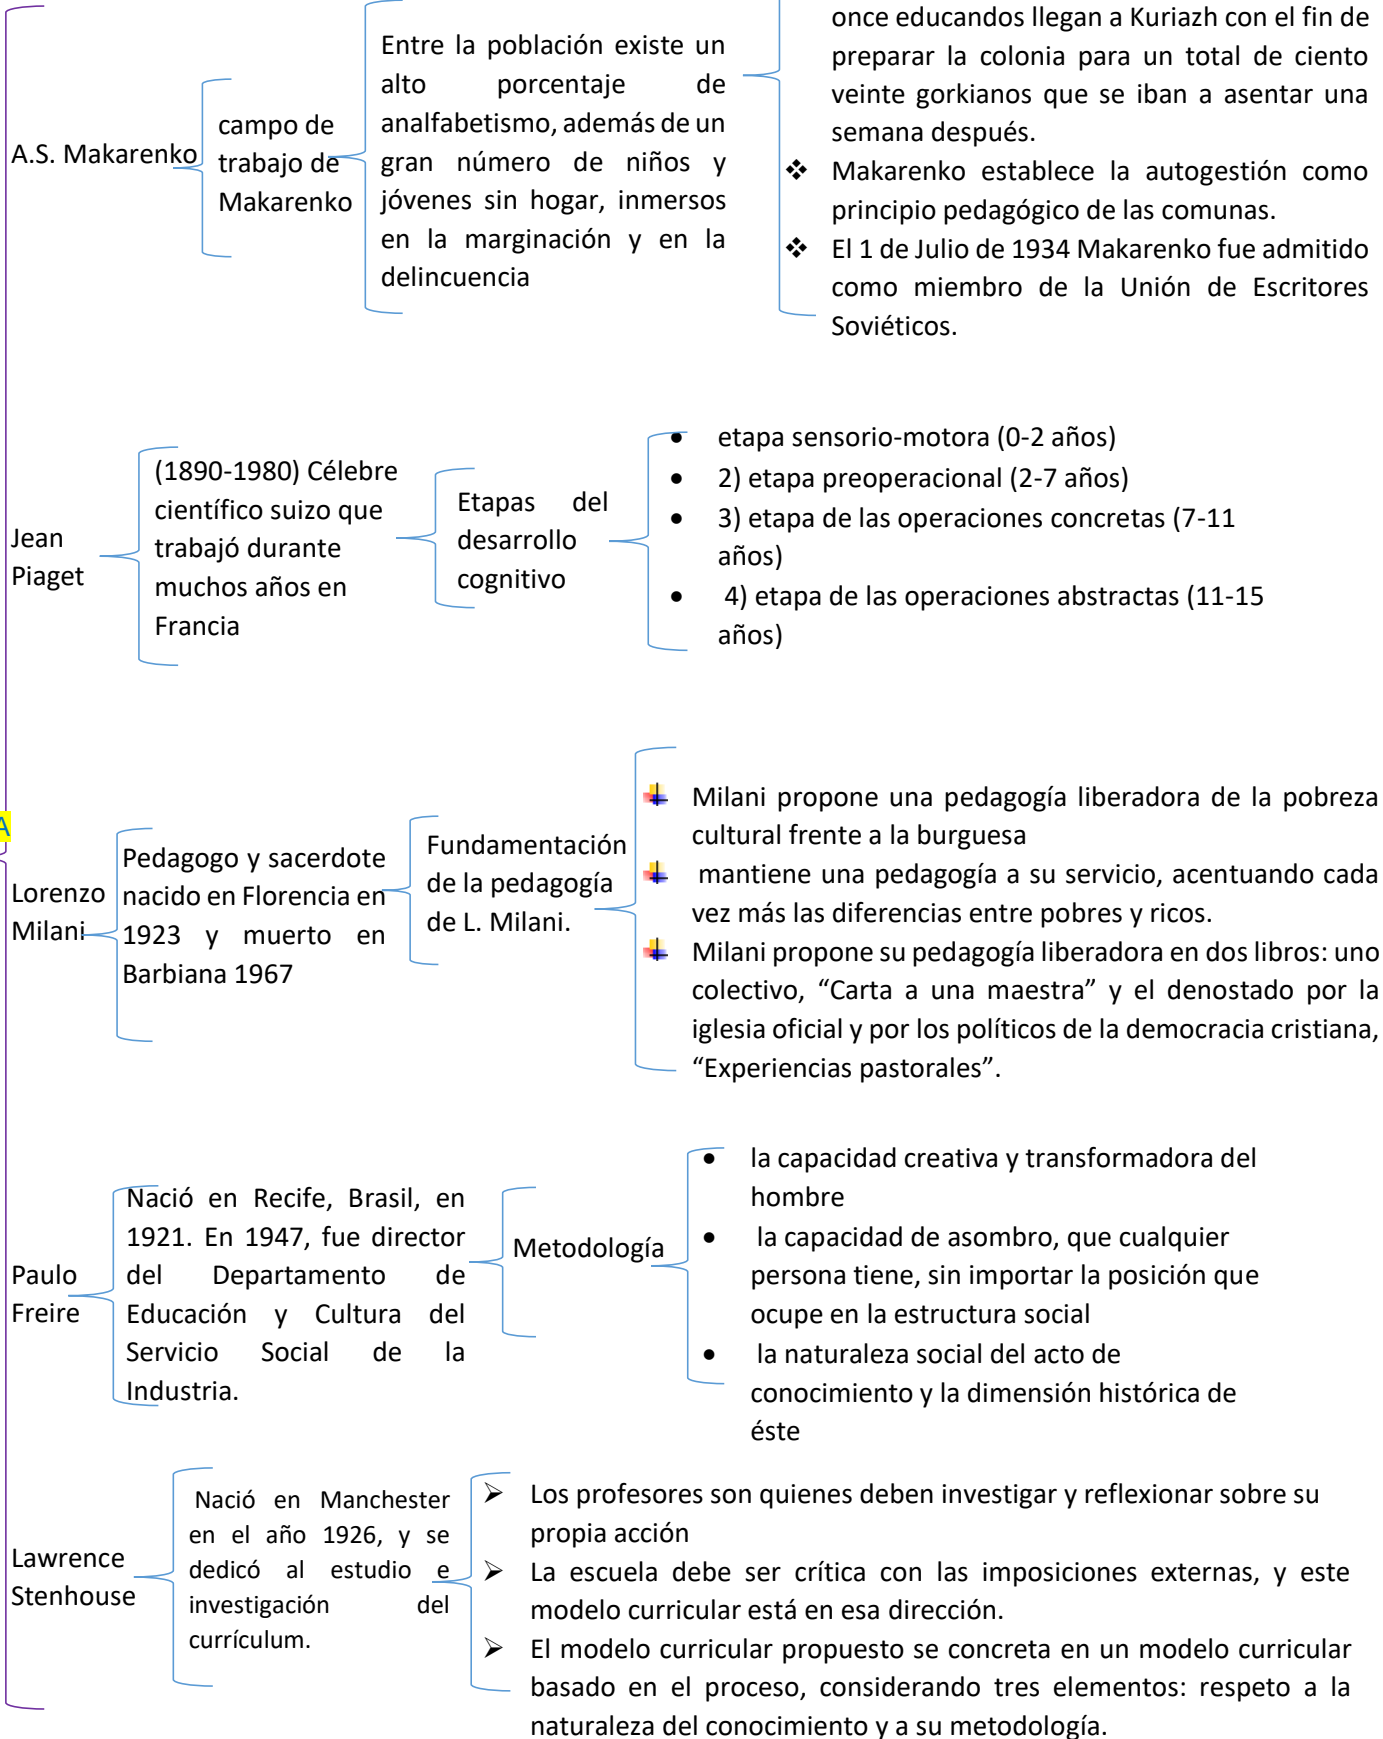 once educandos llegan a Kuriazh con el fin de
preparar la colonia para un total de ciento
veinte gorkianos que se iban a asentar una
semana después.
❖ Makarenko establece la autogestión como
principio pedagógico de las comunas.
❖ El 1 de Julio de 1934 Makarenko fue admitido
como miembro de la Unión de Escritores
Soviéticos.
Entre la población existe un
alto porcentaje de
analfabetismo, además de un
gran número de niños y
jóvenes sin hogar, inmersos
en la marginación y en la
delincuencia
campo de
trabajo de
Makarenko
A.S. Makarenko
Jean
Piaget
(1890-1980) Célebre
científico suizo que
trabajó durante
muchos años en
Francia
Etapas del
desarrollo
cognitivo
• etapa sensorio-motora (0-2 años)
• 2) etapa preoperacional (2-7 años)
• 3) etapa de las operaciones concretas (7-11
años)
• 4) etapa de las operaciones abstractas (11-15
años)
A
Lorenzo
Milani
Pedagogo y sacerdote
nacido en Florencia en
1923 y muerto en
Barbiana 1967
Fundamentación
de la pedagogía
de L. Milani.
Milani propone una pedagogía liberadora de la pobreza
cultural frente a la burguesa
mantiene una pedagogía a su servicio, acentuando cada
vez más las diferencias entre pobres y ricos.
Milani propone su pedagogía liberadora en dos libros: uno
colectivo, “Carta a una maestra” y el denostado por la
iglesia oficial y por los políticos de la democracia cristiana,
“Experiencias pastorales”.
Paulo
Freire
Nació en Recife, Brasil, en
1921. En 1947, fue director
del Departamento de
Educación y Cultura del
Servicio Social de la
Industria.
Metodología
• la capacidad creativa y transformadora del
hombre
• la capacidad de asombro, que cualquier
persona tiene, sin importar la posición que
ocupe en la estructura social
• la naturaleza social del acto de
conocimiento y la dimensión histórica de
éste
Lawrence
Stenhouse
Nació en Manchester
en el año 1926, y se
dedicó al estudio e
investigación del
currículum.
➢ Los profesores son quienes deben investigar y reflexionar sobre su
propia acción
➢ La escuela debe ser crítica con las imposiciones externas, y este
modelo curricular está en esa dirección.
➢ El modelo curricular propuesto se concreta en un modelo curricular
basado en el proceso, considerando tres elementos: respeto a la
naturaleza del conocimiento y a su metodología.